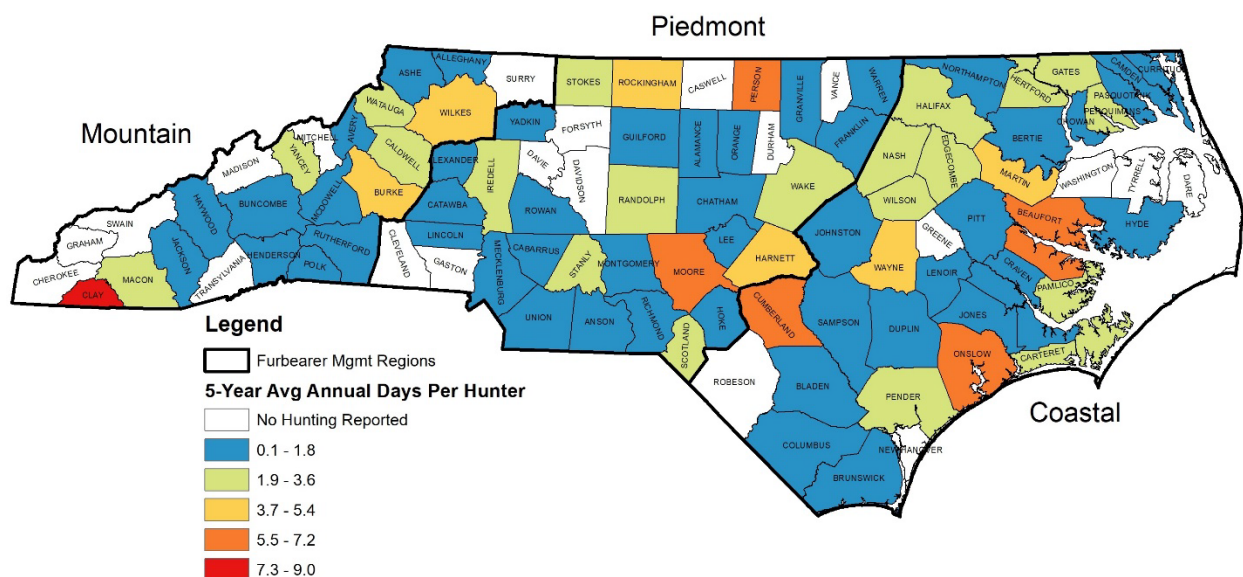 Piedmont
Mountain
Coastal
ALLEGHANY
ASHE
SURRY
STOKES
ROCKINGHAM
CASWELL
PERSON
GRANVILLE
VANCE
WARREN
NORTHAMPTON
HERTFORD
GATES
CAMDEN
CURRITUCK
PASQUOTANK
PERQUIMANS
CHOWAN
WATAUGA
WILKES
YADKIN
FORSYTH
GUILFORD
ALAMANCE
ORANGE
DURHAM
FRANKLIN
HALIFAX
BERTIE
MITCHELL
AVERY
CALDWELL
LEXANDER
IREDELL
DAVIE
DAVIDSON
RANDOLPH
CHATHAM
WAKE
NASH
EDGECOMBE
MARTIN
WASHINGTON
TYRRELL
DARE
MADISON
YANCEY
BURKE
CATAWBA
ROWAN
WILSON
PITT
BEAUFORT
HYDE
SWAIN
HAYWOOD
BUNCOMBE
MCDOWELL
LINCOLN
CABARRUS
LEE
JOHNSTON
GREENE
GRAHAM
JACKSON
RUTHERFORD
CLEVELAND
GASTON
MECKLENBURG
STANLY
MONTGOMERY
MOORE
HARNETT
WAYNE
LENOIR
CRAVEN
PAMLICO
CHEROKEE
CLAY
MACON
TRANSYLVANIA
HENDERSON
POLK
UNION
ANSON
RICHMOND
HOKE
SCOTLAND
CUMBERLAND
SAMPSON
DUPLIN
JONES
ONSLOW
CARTERET
ROBESON
BLADEN
PENDER
COLUMBUS
NEW HANOVER
BRUNSWICK
Legend
Furbearer Mgmt Regions
5-Year Avg Annual Days Per Hunter
No Hunting Reported
0.1 - 1.8
1.9 - 3.6
3.7 - 5.4
5.5 - 7.2
7.3 - 9.0